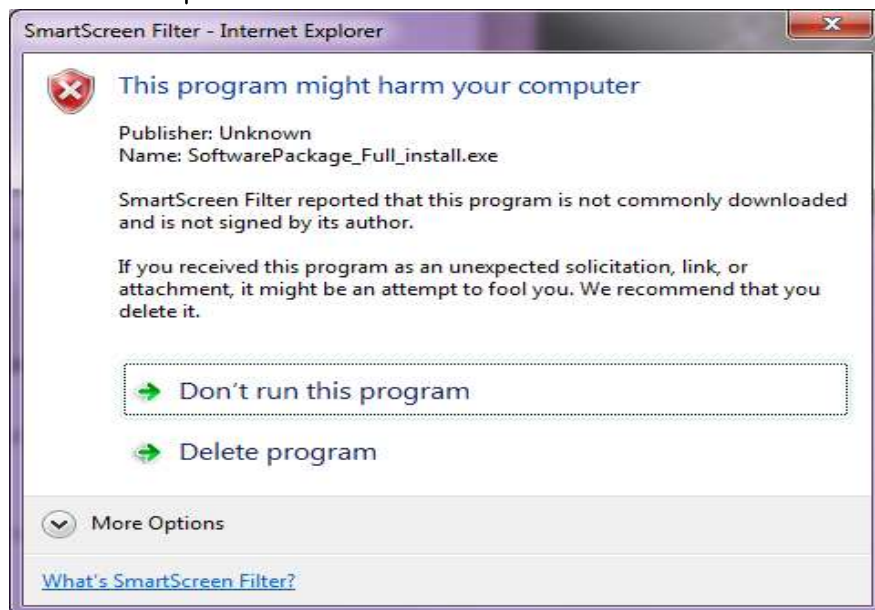 SmartScreen Filter - Internet Explorer
This program might harm your computer
Publisher: Unknown
Name: SoftwarePackage_Full_install.exe
SmartScreen Filter reported that this program is not commonly downloaded
and is not signed by its author.
If you received this program as an unexpected solicitation, link, or
attachment, it might be an attempt to fool you. We recommend that you
delete it.
Don't run this program
Delete program
More Options
What's SmartScreen Filter?